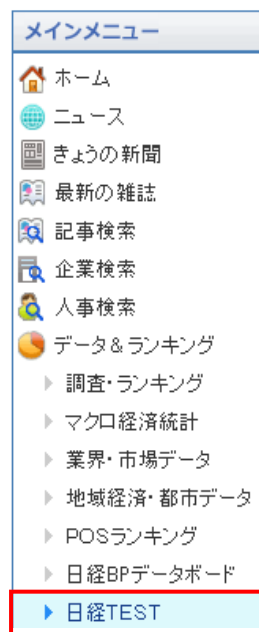 メインメニュー
ホーム
ニュース
きょうの新聞
最新の雑誌
記事検索
企業検索
人事検索
データ&ランキング
調査・ランキング
マクロ経済統計
業界・市場データ
地域経済・都市データ
POSランキング
日経BPデータボード
日経TEST